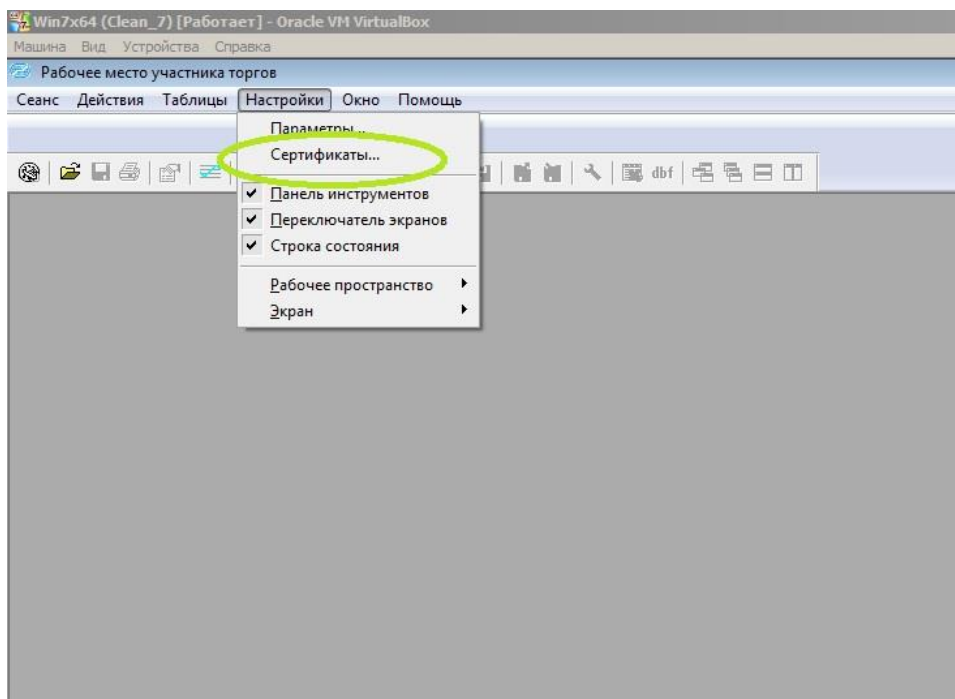 Win7x64 (Clean_7) [Работает] - Oracle VM VirtualBox
Машина Вид Устройства Справка
Рабочее место участника торгов
Сеанс Действия Таблицы Настройки Окно Помощь
Параметры...
Сертификаты...
dbf
Панель инструментов
Переключатель экранов
Строка состояния
Рабочее пространство
Экран